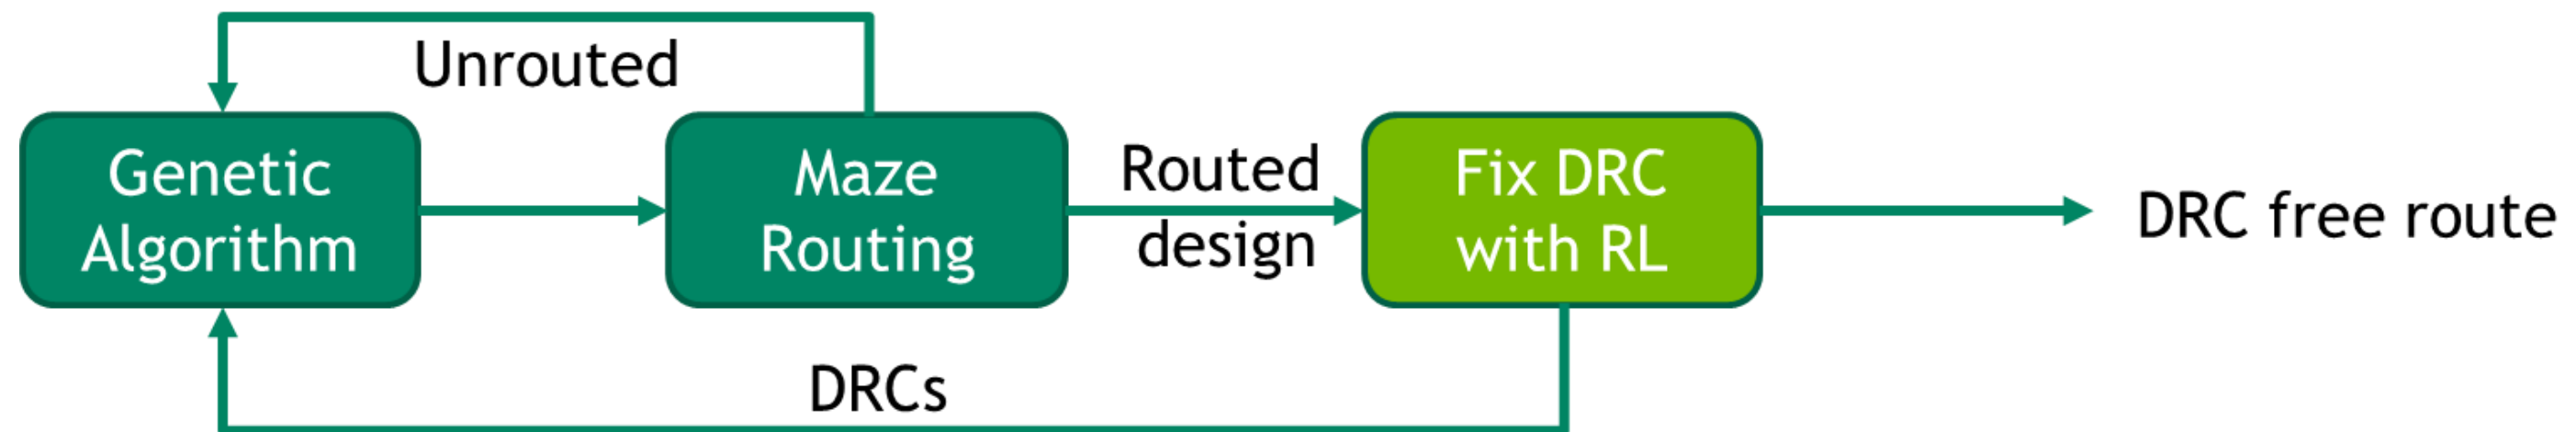 Unrouted
Genetic
Algorithm
Maze
Routing
Routed
design
Fix DRC
with RL
DRC free route
DRCs